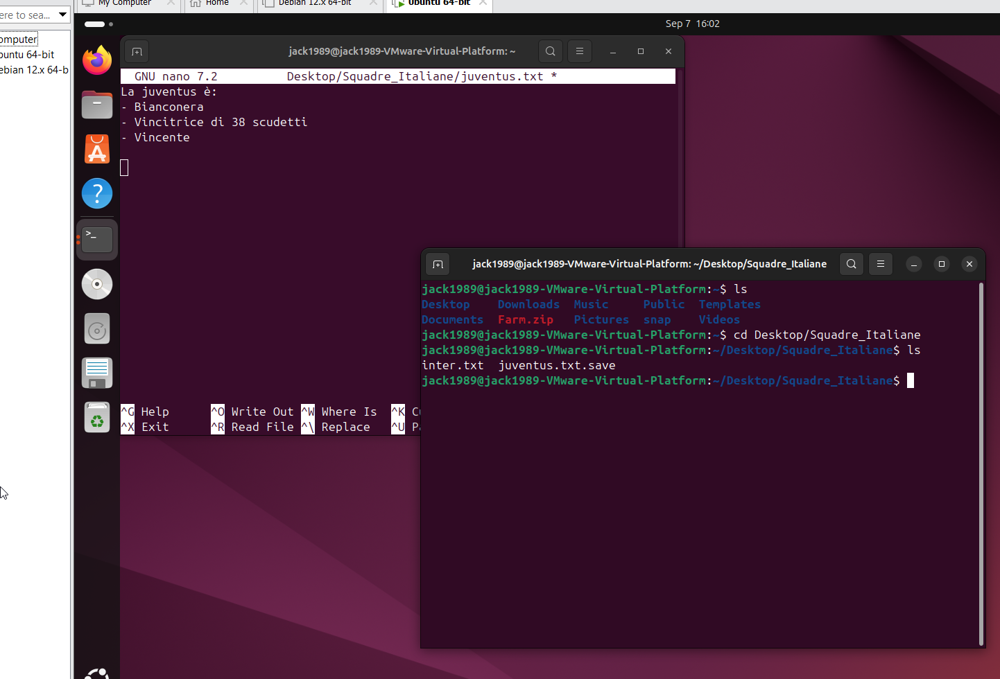 My Computer
Home
Debian 12.x 64-bit
Ubuntu 64-bit
ere to sea...
omputer
buntu 64-bit
ebian 12.x 64-b
Sep 7 16:02
jack1989@jack1989-VMware-Virtual-Platform: ~
GNU nano 7.2 Desktop/Squadre_Italiane/juventus.txt *
La juventus è:
- Bianconera
- Vincitrice di 38 scudetti
- Vincente
^G Help ^O Write Out ^W Where Is ^K Cu
^X Exit ^R Read File ^\ Replace ^U Pa
jack1989@jack1989-VMware-Virtual-Platform: ~/Desktop/Squadre_Italiane
jack1989@jack1989-VMware-Virtual-Platform:~$ ls
Desktop Downloads Music Public Templates
Documents Farm.zip Pictures snap Videos
jack1989@jack1989-VMware-Virtual-Platform:~$ cd Desktop/Squadre_Italiane
jack1989@jack1989-VMware-Virtual-Platform:~/Desktop/Squadre_Italiane$ ls
inter.txt juventus.txt.save
jack1989@jack1989-VMware-Virtual-Platform:~/Desktop/Squadre_Italiane$